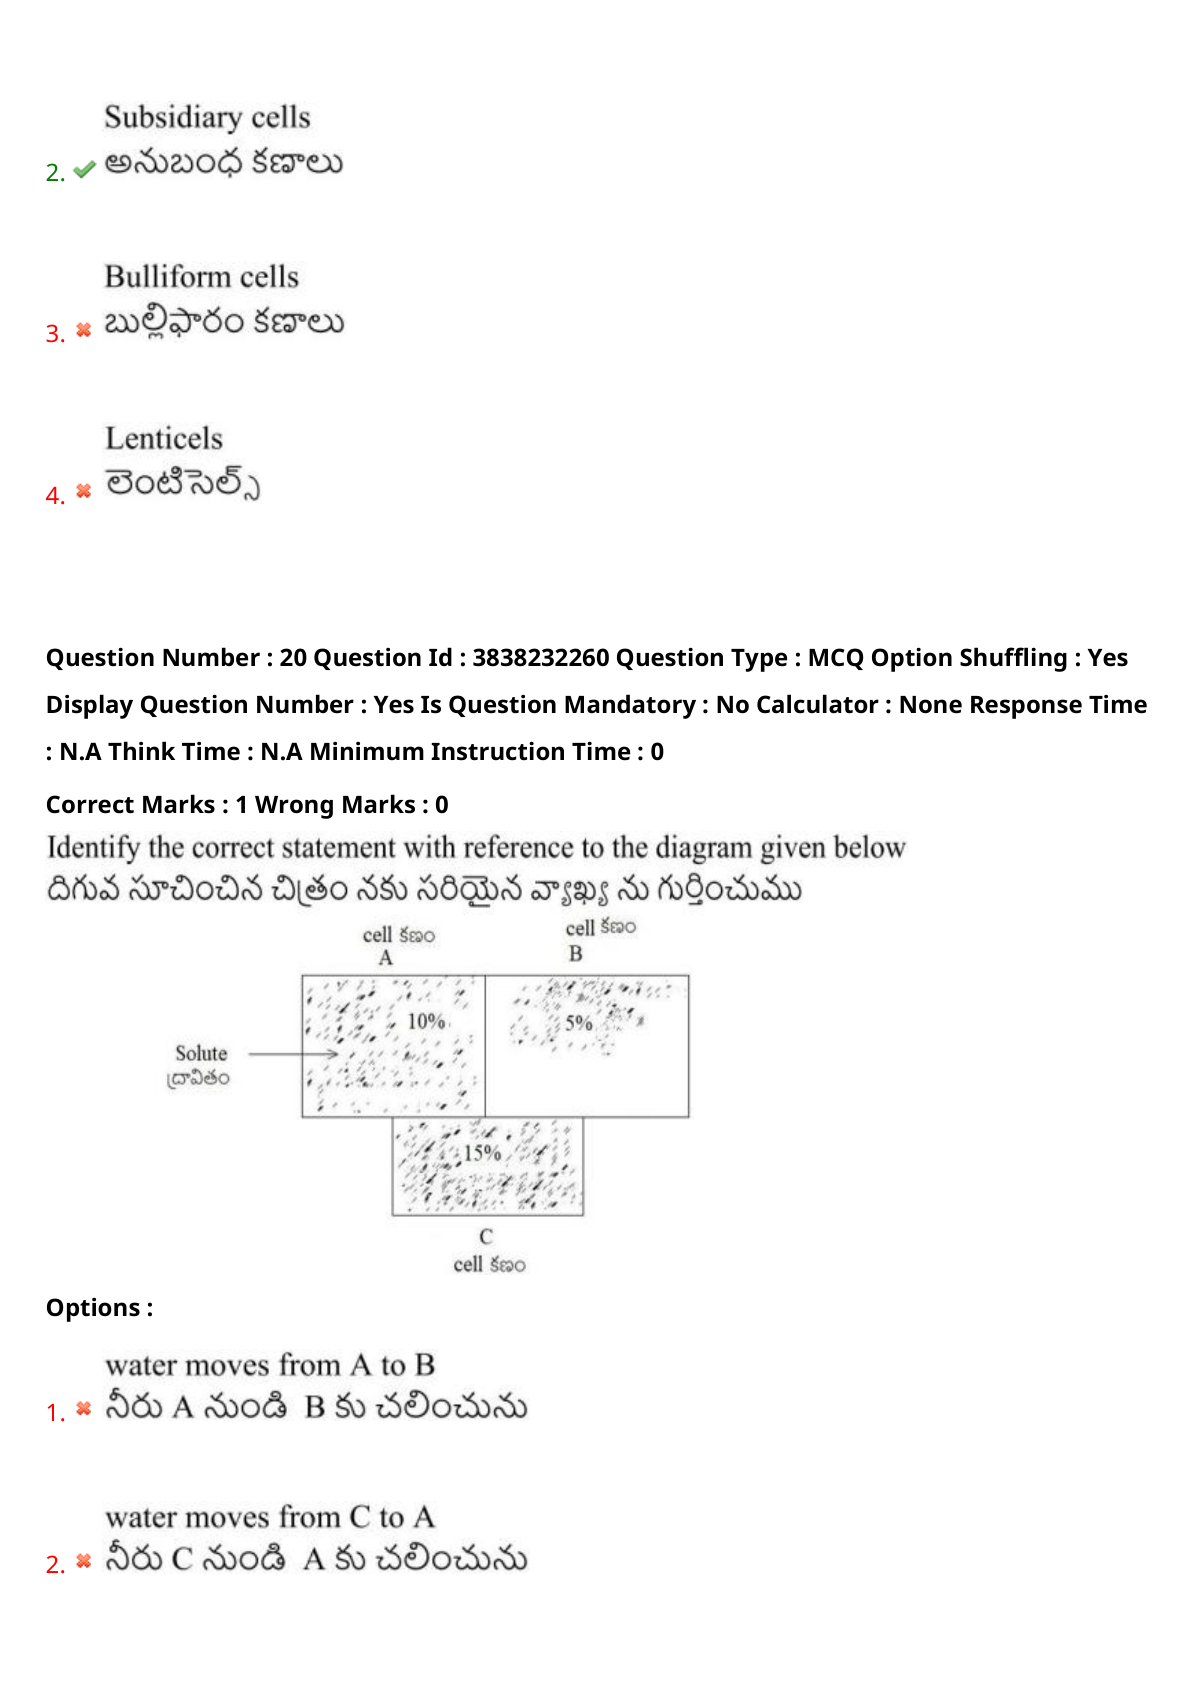 Subsidiary cells
2. అనుబంధ కణాలు
Bulliform cells
3. బుల్లిఫారం కణాలు
Lenticels
4. లెంటిసెల్స్
Question Number : 20 Question Id : 3838232260 Question Type : MCQ Option Shuffling : Yes
Display Question Number : Yes Is Question Mandatory : No Calculator : None Response Time
: N.A Think Time : N.A Minimum Instruction Time : 0
Correct Marks : 1 Wrong Marks : 0
Identify the correct statement with reference to the diagram given below
దిగువ సూచించిన చిత్రం నకు సరియైన వ్యాఖ్య ను గుర్తించుము
cell కణం
A
cell కణం
B
10%
5%
Solute
ద్రావితం
15%
C
cell కణం
Options :
water moves from A to B
1. నీరు A నుండి B కు చలించును
water moves from C to A
2. నీరు C నుండి A కు చలించును